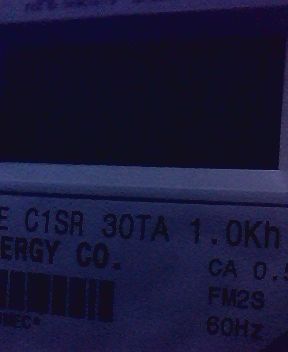 E C1SR 30TA 1.0Kh
ERGY CO.
CA 0.5
FM2S
60Hz